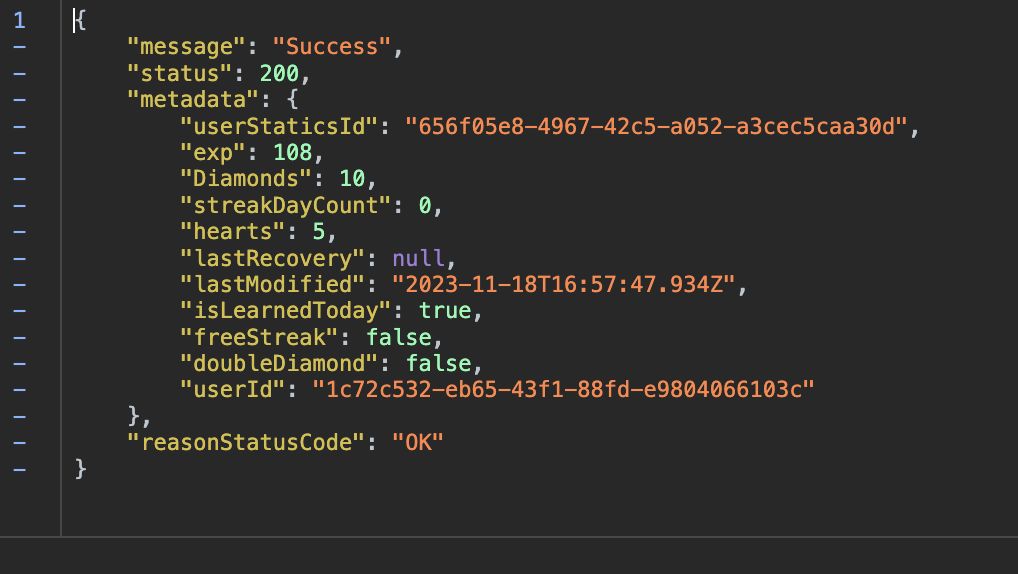 1 {
- "message": "Success",
- "status": 200,
- "metadata": {
- "userStaticsId": "656f05e8-4967-42c5-a052-a3cec5caa30d",
- "exp": 108,
- "Diamonds": 10,
- "streakDayCount": 0,
- "hearts": 5,
- "lastRecovery": null,
- "lastModified": "2023-11-18T16:57:47.934Z",
- "isLearnedToday": true,
- "freeStreak": false,
- "doubleDiamond": false,
- "userId": "1c72c532-eb65-43f1-88fd-e9804066103c"
- },
- "reasonStatusCode": "OK"
- }